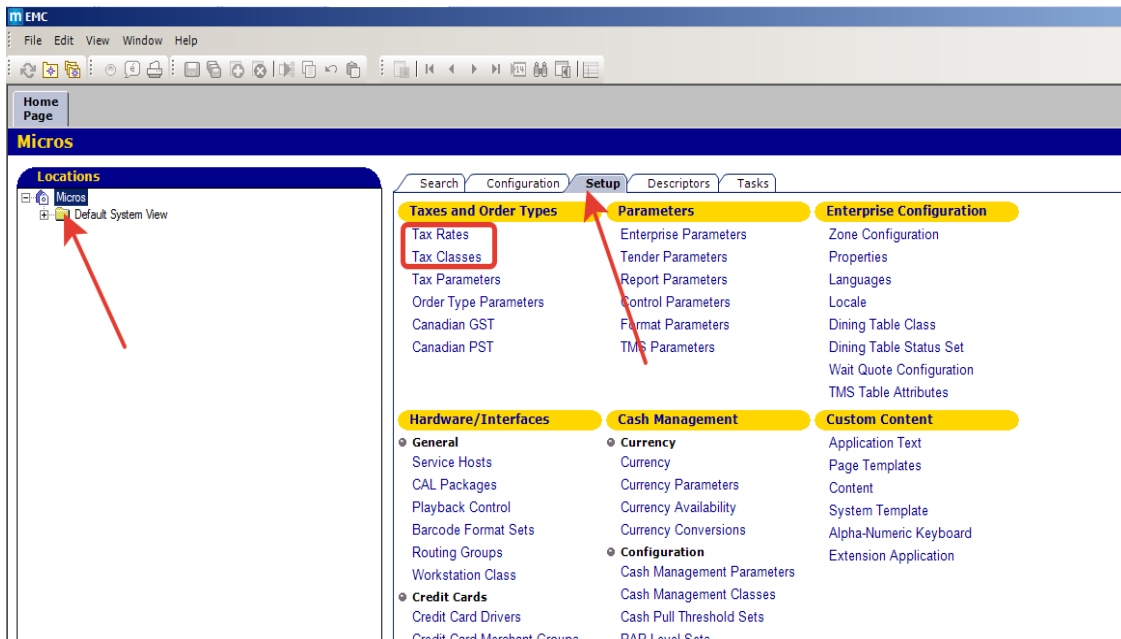 EMC
File Edit View Window Help
Home
Page
Micros
Locations
Micros
Default System View
Search Configuration Setup Descriptors Tasks
Taxes and Order Types
Tax Rates
Tax Classes
Tax Parameters
Order Type Parameters
Canadian GST
Canadian PST
Parameters
Enterprise Parameters
Tender Parameters
Report Parameters
Control Parameters
Format Parameters
TMS Parameters
Enterprise Configuration
Zone Configuration
Properties
Languages
Locale
Dining Table Class
Dining Table Status Set
Wait Quote Configuration
TMS Table Attributes
Hardware/Interfaces
General
Service Hosts
CAL Packages
Playback Control
Barcode Format Sets
Routing Groups
Workstation Class
Credit Cards
Credit Card Drivers
Credit Card Merchant Groups
Cash Management
Currency
Currency
Currency Parameters
Currency Availability
Currency Conversions
Configuration
Cash Management Parameters
Cash Management Classes
Cash Pull Threshold Sets
Custom Content
Application Text
Page Templates
Content
System Template
Alpha-Numeric Keyboard
Extension Application